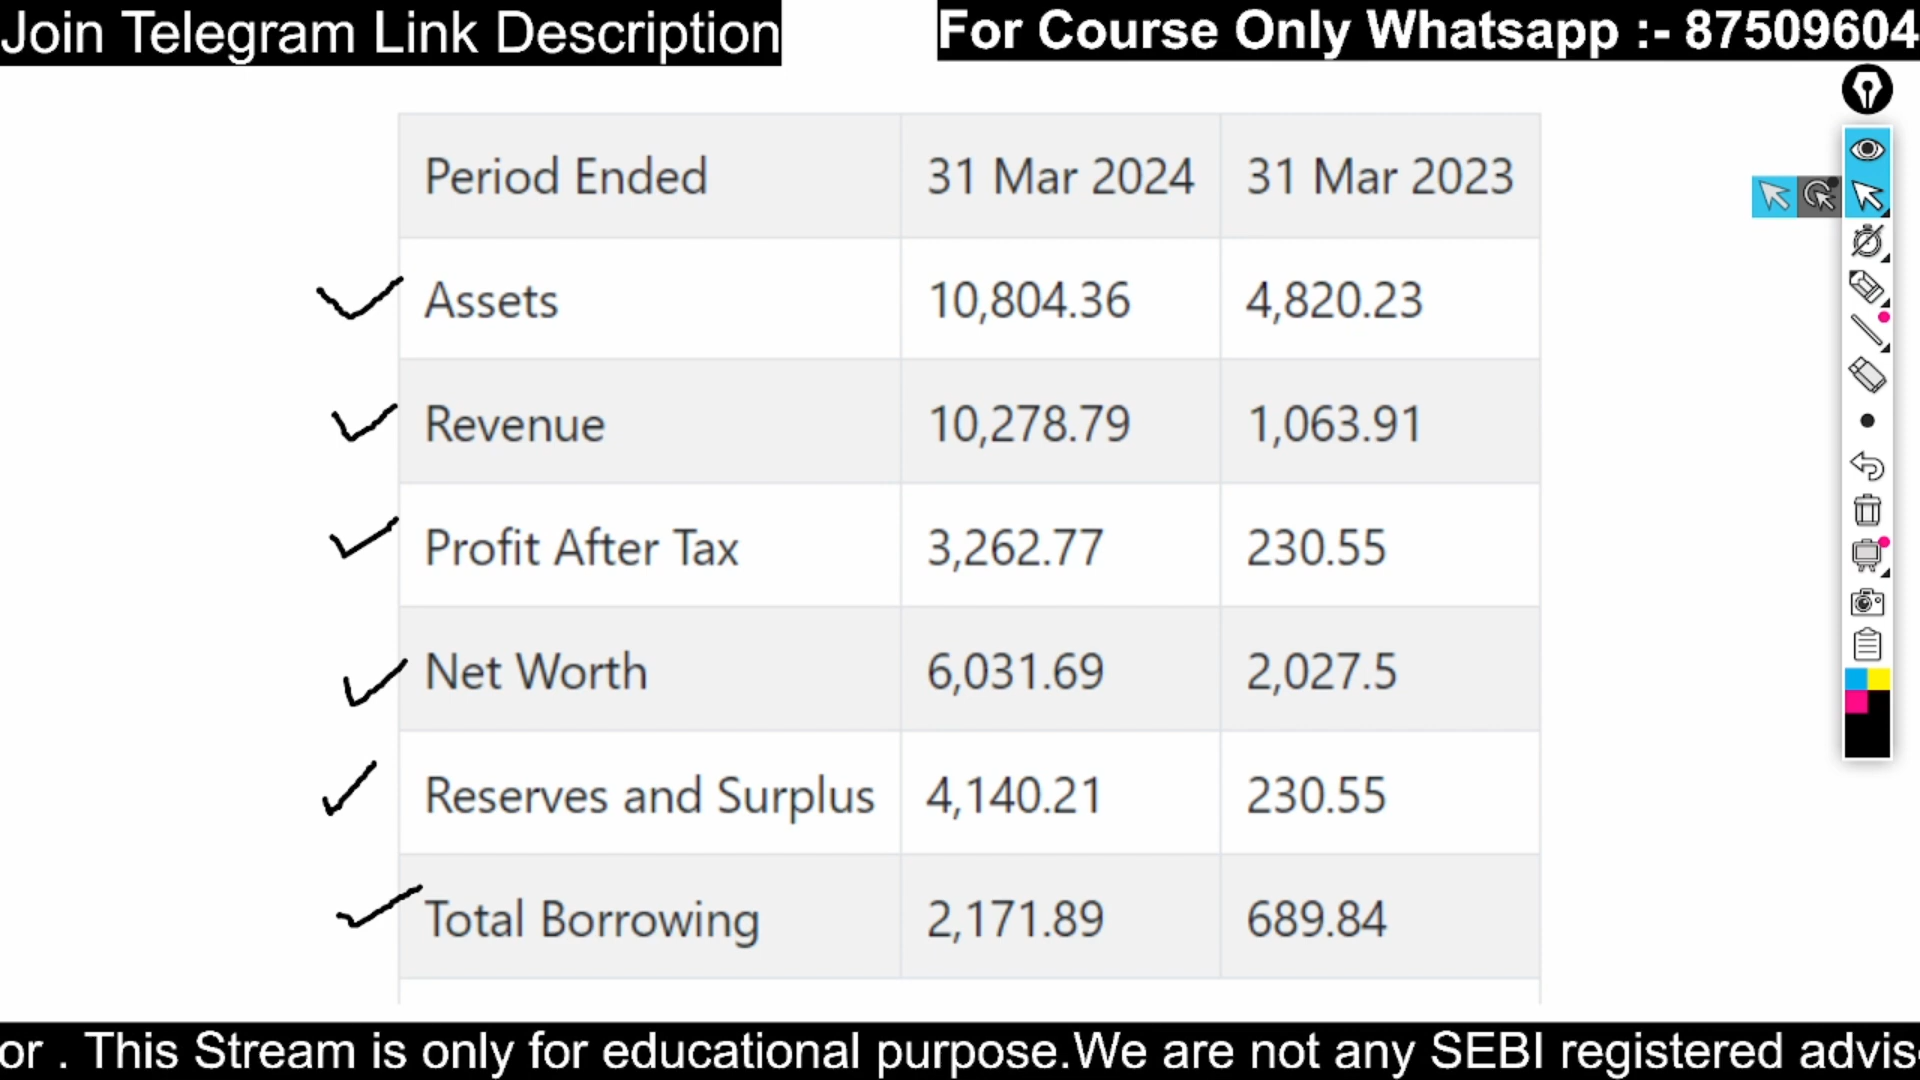 Join Telegram Link Description
For Course Only Whatsapp :- 87509604
Period Ended 31 Mar 2024 31 Mar 2023
Assets 10,804.36 4,820.23
Revenue 10,278.79 1,063.91
Profit After Tax 3,262.77 230.55
Net Worth 6,031.69 2,027.5
Reserves and Surplus 4,140.21 230.55
Total Borrowing 2,171.89 689.84
or . This Stream is only for educational purpose.We are not any SEBI registered advis